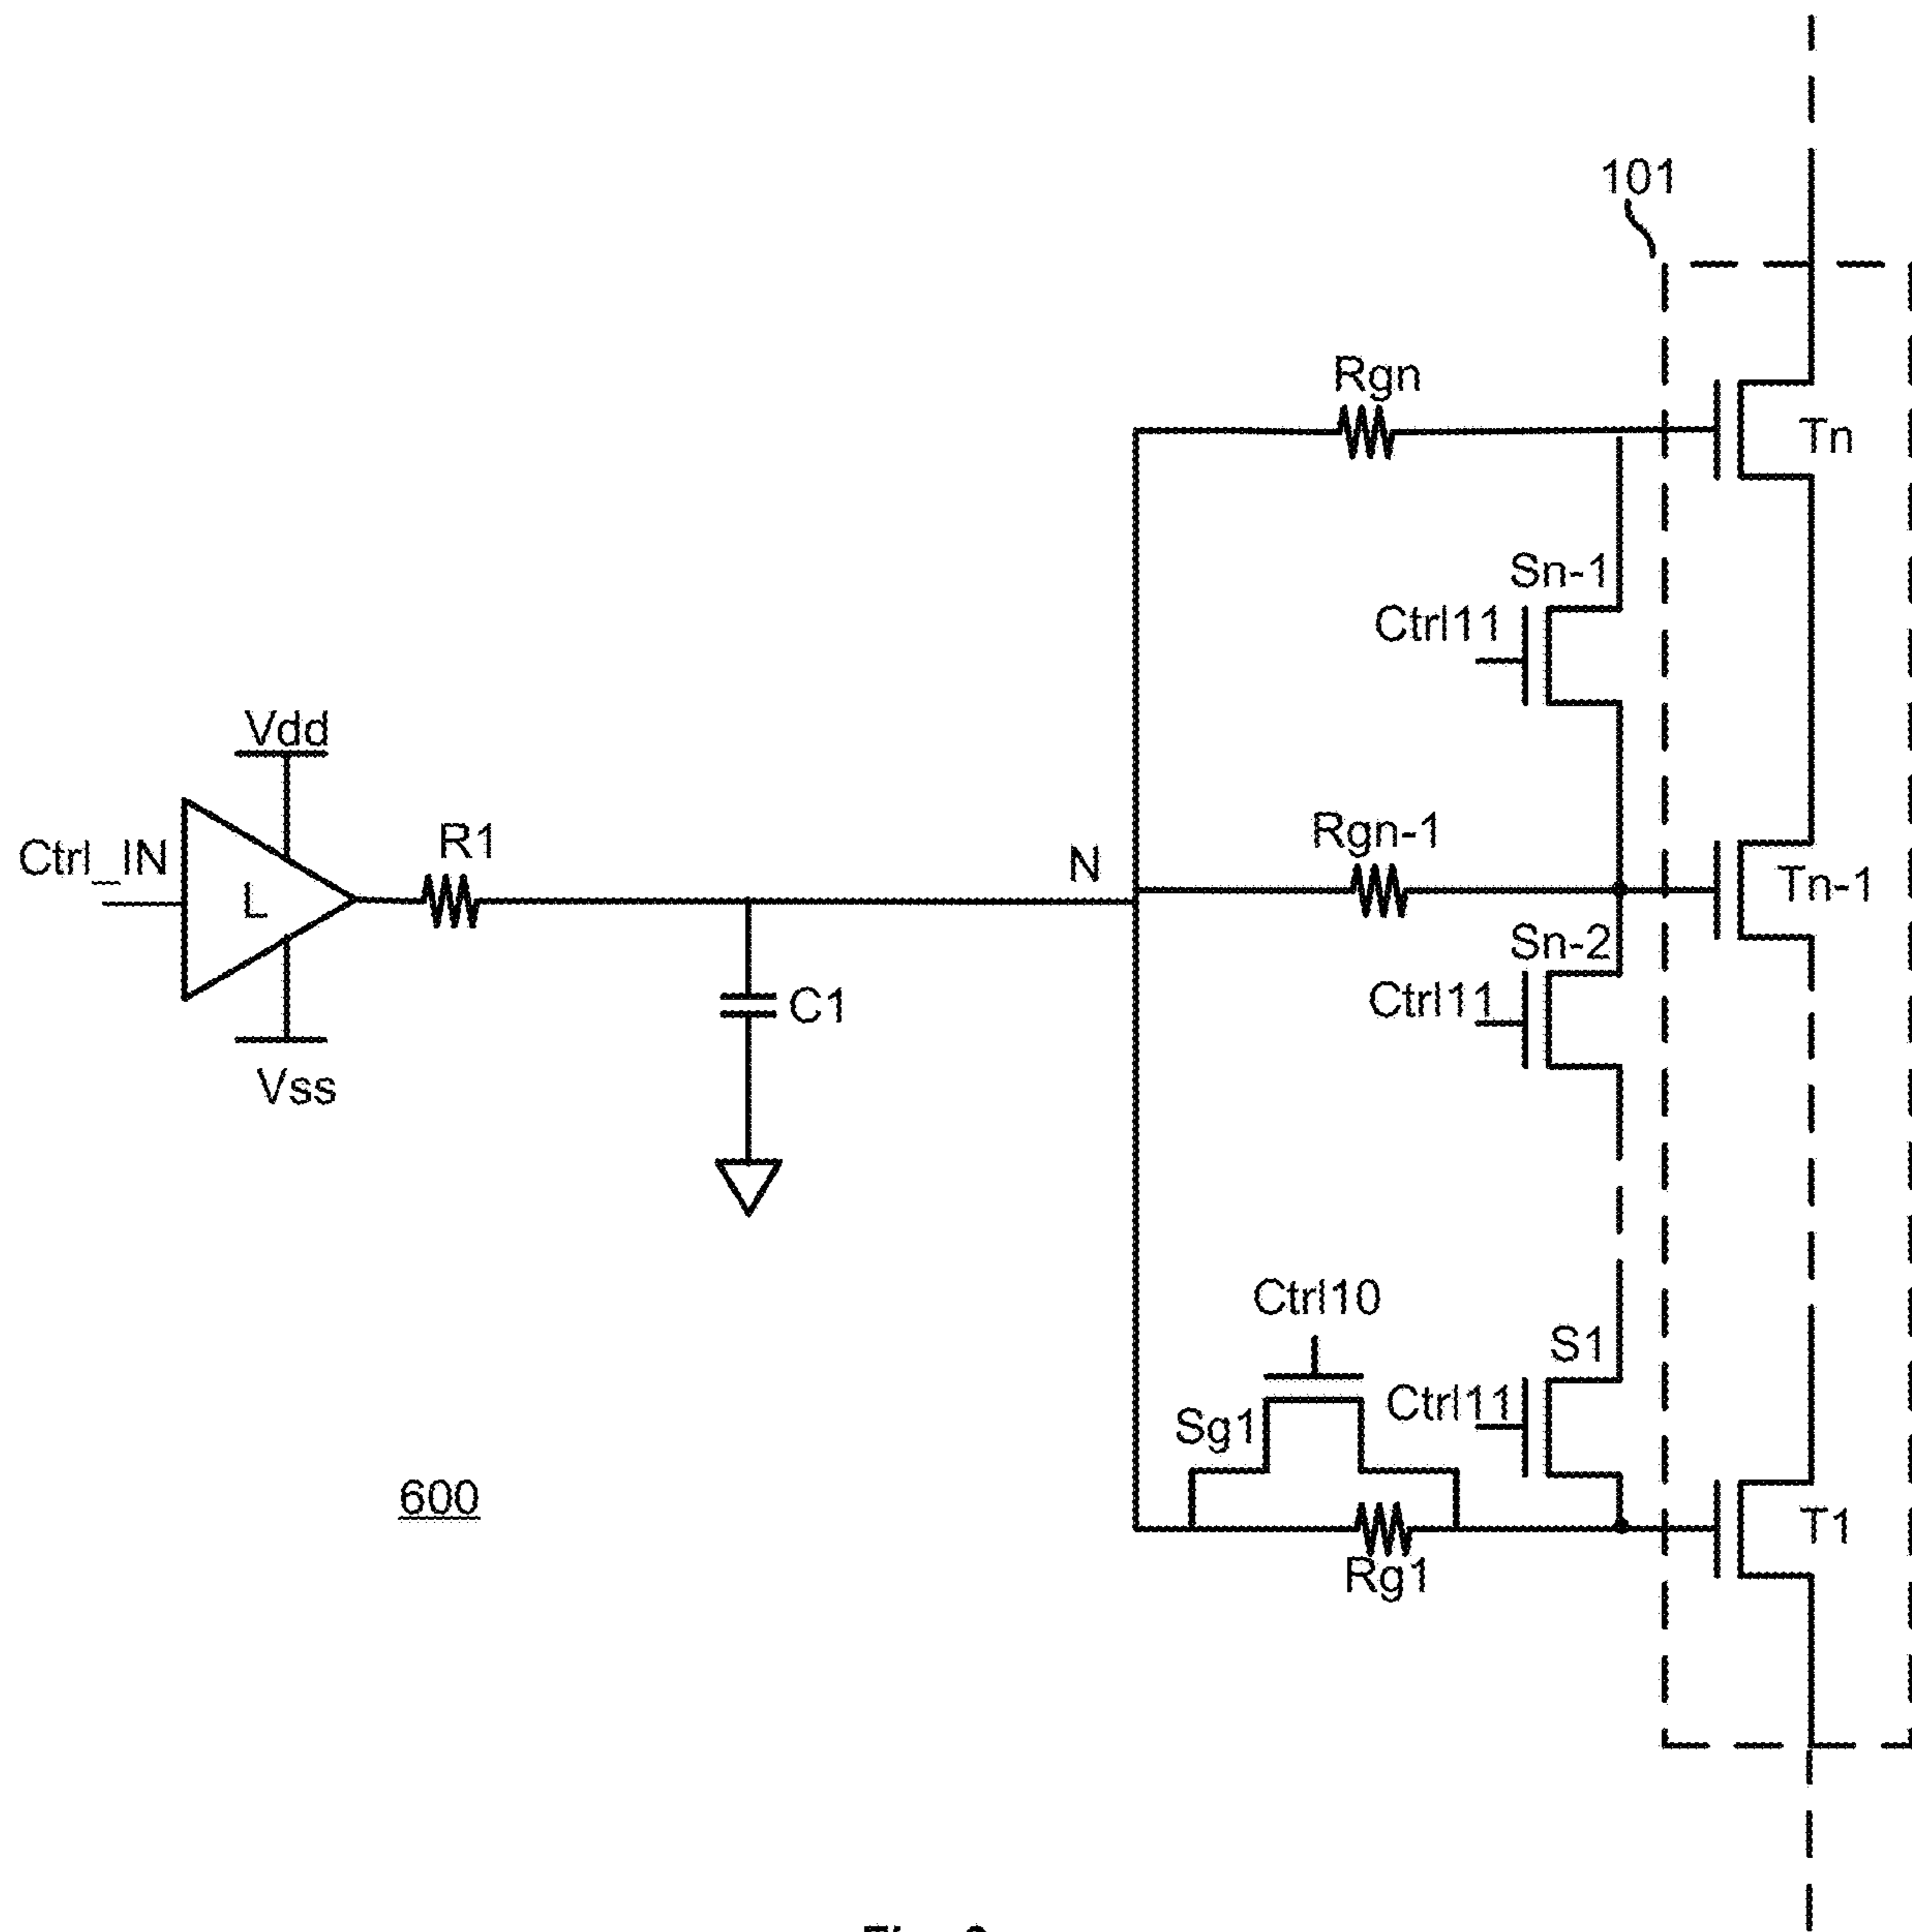 101
Rgn
Tn
Sn-1
Ctrl11
Vdd
R1
Ctrl_IN
L
N
Rgn-1
Tn-1
Sn-2
Ctrl11
C1
Vss
Ctrl10
S1
Ctrl11
Sg1
600
T1
Rg1